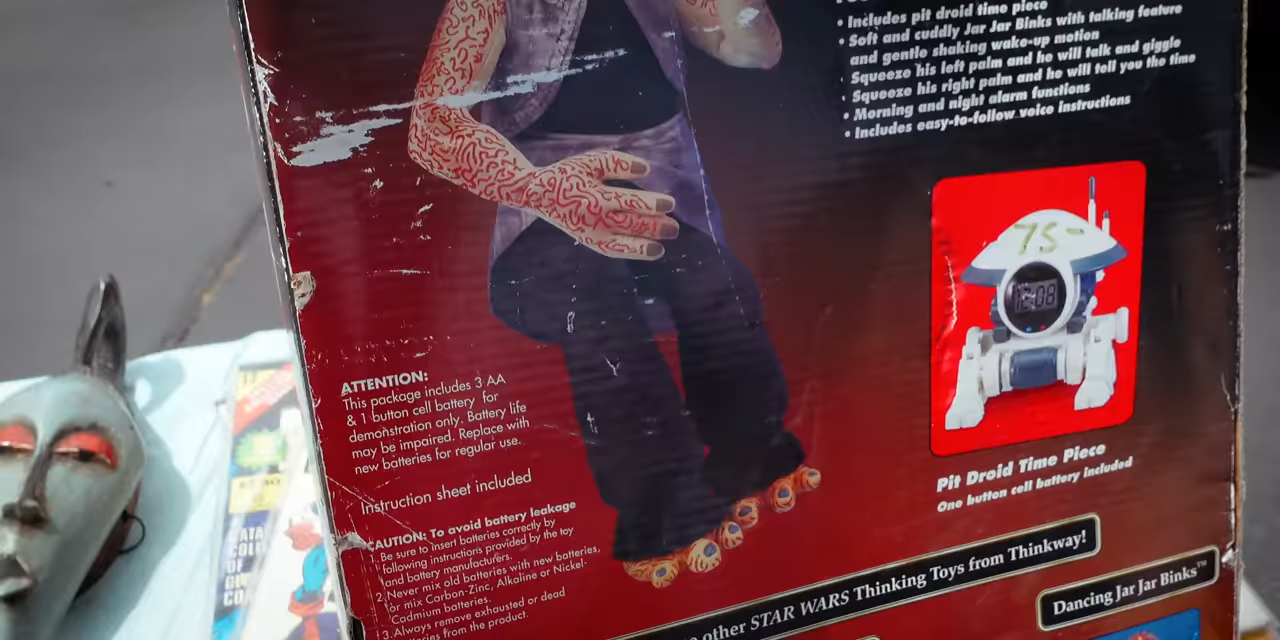 • Includes pit droid time piece
• Soft and cuddly Jar Jar Binks with talking feature
and gentle shaking wake-up motion
• Squeeze his left palm and he will talk and giggle
• Squeeze his right palm and he will tell you the time
• Morning and night alarm functions
• Includes easy-to-follow voice instructions
75-
12:08
Pit Droid Time Piece
One button cell battery included
ATTENTION:
This package includes 3 AA
& 1 button cell battery for
demonstration only. Battery life
may be impaired. Replace with
new batteries for regular use.
Instruction sheet included
CAUTION: To avoid battery leakage
1. Be sure to insert batteries correctly by
following instructions provided by the toy
and battery manufacturers.
2. Never mix old batteries with new batteries,
or mix Carbon-Zinc, Alkaline or Nickel-
Cadmium batteries.
3. Always remove exhausted or dead
batteries from the product.
other STAR WARS Thinking Toys from Thinkway!
Dancing Jar Jar Binks™